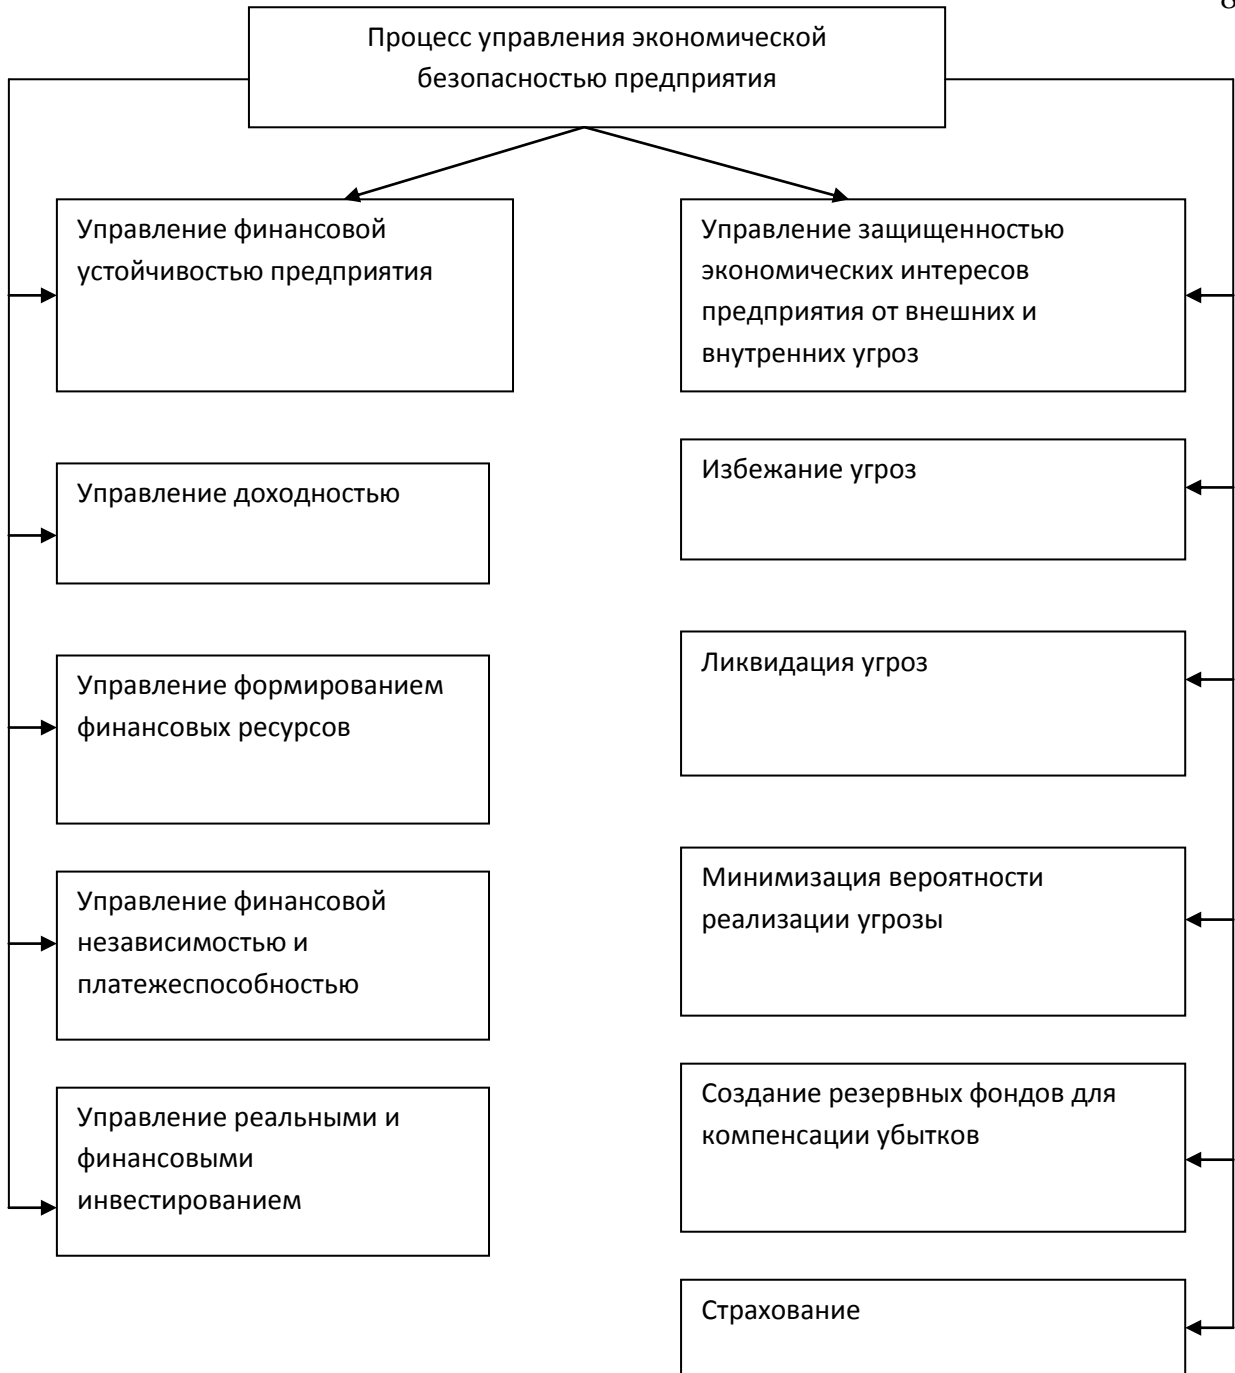 Процесс управления экономической
безопасностью предприятия
Управление финансовой
устойчивостью предприятия
Управление защищенностью
экономических интересов
предприятия от внешних и
внутренних угроз
Управление доходностью
Избежание угроз
Управление формированием
финансовых ресурсов
Ликвидация угроз
Управление финансовой
независимостью и
платежеспособностью
Минимизация вероятности
реализации угрозы
Управление реальными и
финансовыми
инвестированием
Создание резервных фондов для
компенсации убытков
Страхование